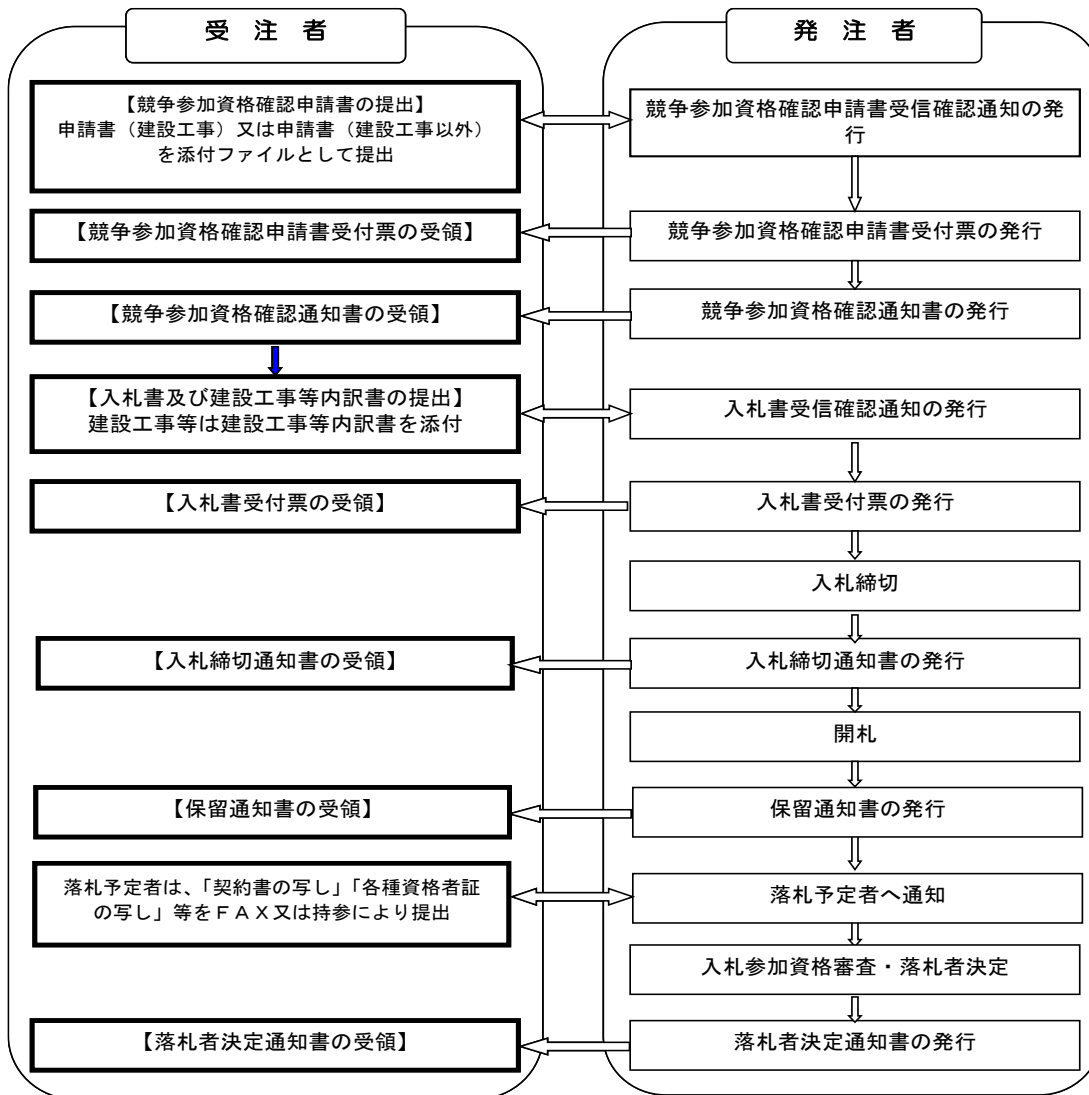 受 注 者
発 注 者
【競争参加資格確認申請書の提出】
申請書（建設工事）又は申請書（建設工事以外）
を添付ファイルとして提出
競争参加資格確認申請書受信確認通知の発
行
【競争参加資格確認申請書受付票の受領】
競争参加資格確認申請書受付票の発行
【競争参加資格確認通知書の受領】
競争参加資格確認通知書の発行
【入札書及び建設工事等内訳書の提出】
建設工事等は建設工事等内訳書を添付
入札書受信確認通知の発行
【入札書受付票の受領】
入札書受付票の発行
入札締切
【入札締切通知書の受領】
入札締切通知書の発行
開札
【保留通知書の受領】
保留通知書の発行
落札予定者は、「契約書の写し」「各種資格者証
の写し」等をＦＡＸ又は持参により提出
落札予定者へ通知
入札参加資格審査・落札者決定
【落札者決定通知書の受領】
落札者決定通知書の発行